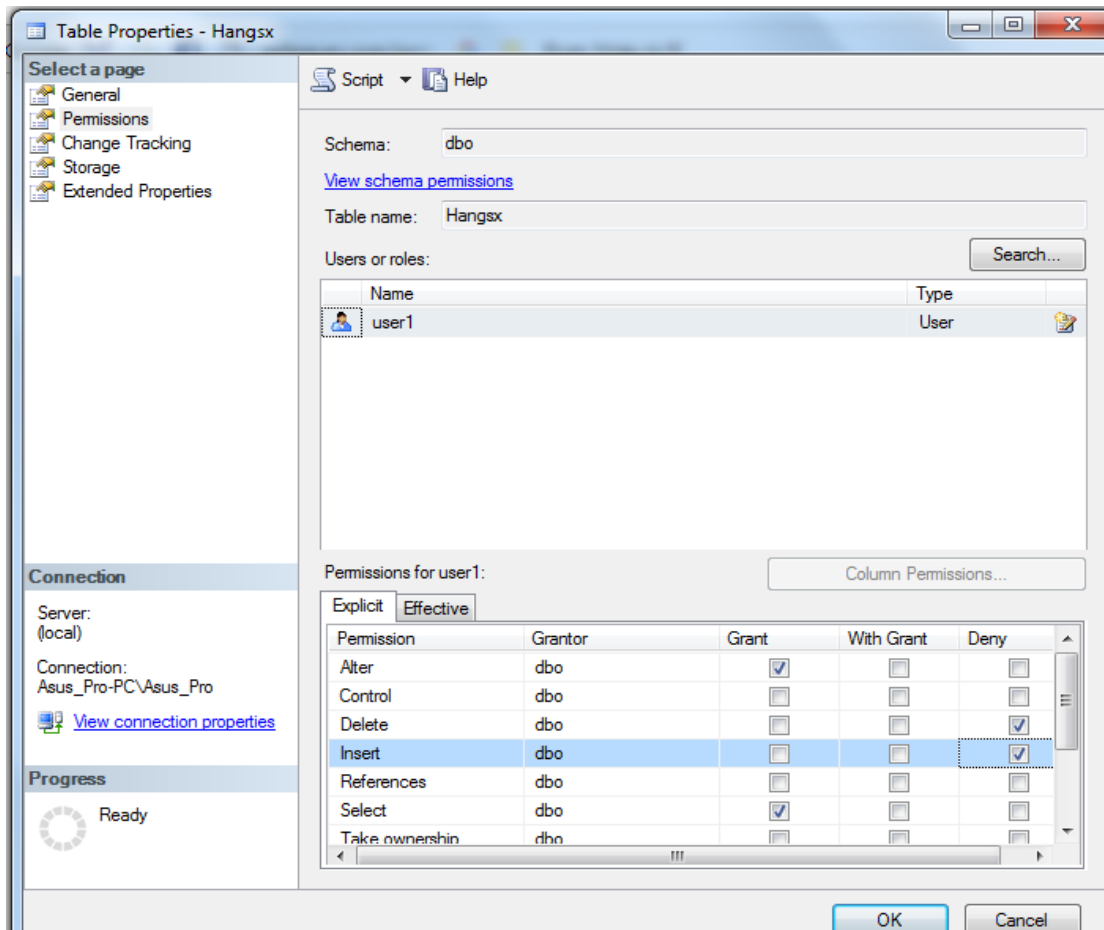 Table Properties - Hangsx
Select a page
General
Permissions
Change Tracking
Storage
Extended Properties
Connection
Server:
(local)
Connection:
Asus_Pro-PC\Asus_Pro
View connection properties
Progress
Ready
Script Help
Schema: dbo
View schema permissions
Table name: Hangsx
Users or roles: Search...
Name Type
user1 User
Permissions for user1: Column Permissions...
Explicit Effective
Permission Grantor Grant With Grant Deny
Alter dbo
Control dbo
Delete dbo
Insert dbo
References dbo
Select dbo
Take ownership dbo
OK Cancel